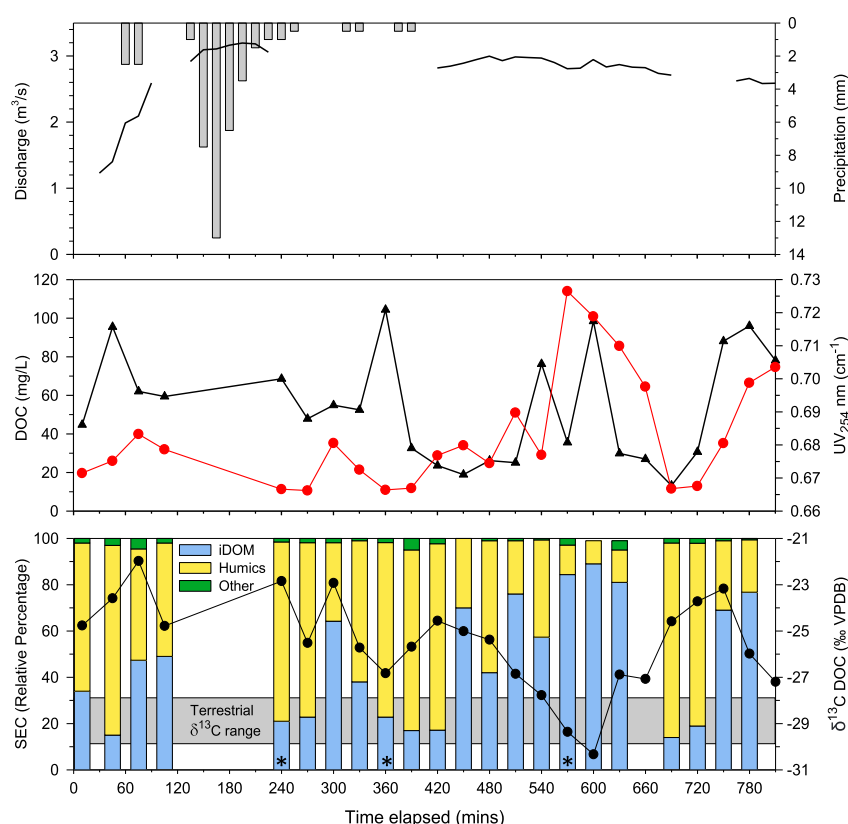 Discharge (m3/s)
3
2
1
0
0
2
4
6
8
10
12
14
Precipitation (mm)
DOC (mg/L)
120
100
80
60
40
20
0
0.73
0.72
0.71
0.70
0.69
0.68
0.67
0.66
UV254 nm (cm-1)
SEC (Relative Percentage)
100
80
60
40
20
0
iDOM
Humics
Other
Terrestrial
δ13C range
* * *
-21
-23
-25
-27
-29
-31
δ13C DOC (‰ VPDB)
0 60 120 180 240 300 360 420 480 540 600 660 720 780
Time elapsed (mins)